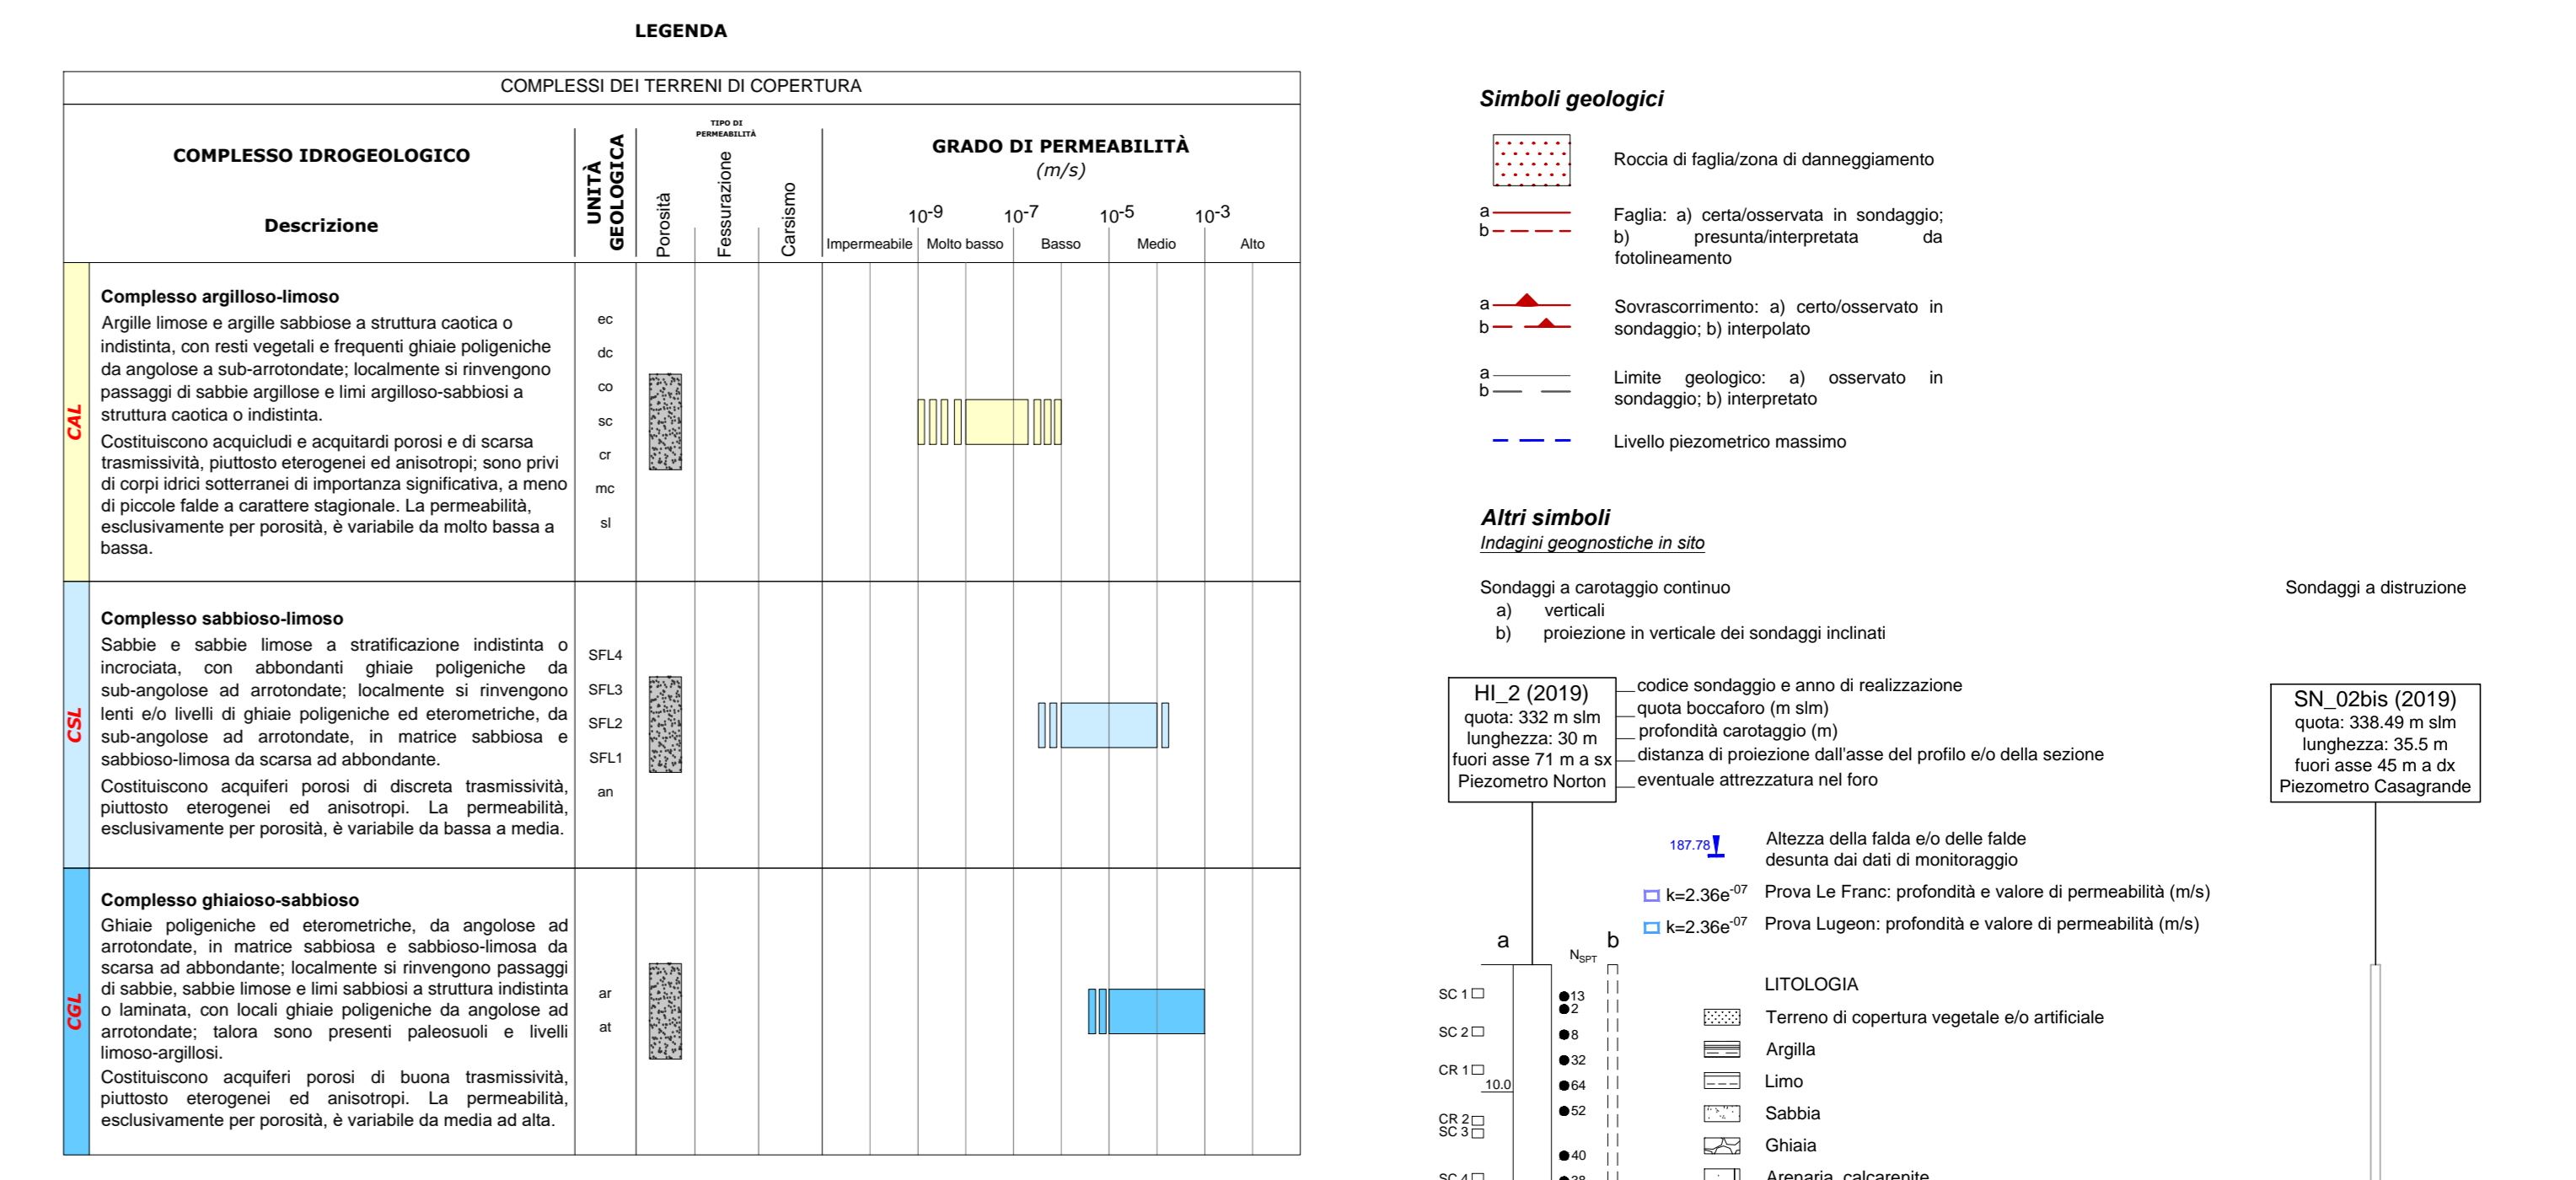 LEGENDA
COMPLESSI DEI TERRENI DI COPERTURA
COMPLESSO IDROGEOLOGICO
Descrizione
UNITÀ
GEOLOGICA
TIPO DI
PERMEABILITÀ
Porosità
Fessurazione
Carsismo
GRADO DI PERMEABILITÀ
(m/s)
10-9 10-7 10-5 10-3
Impermeabile Molto basso Basso Medio Alto
CAL
Complesso argilloso-limoso
Argille limose e argille sabbiose a struttura caotica o
indistinta, con resti vegetali e frequenti ghiaie poligeniche
da angolose a sub-arrotondate; localmente si rinvengono
passaggi di sabbie argillose e limi argilloso-sabbiosi a
struttura caotica o indistinta.
Costituiscono acquicludi e acquitardi porosi e di scarsa
trasmissività, piuttosto eterogenei ed anisotropi; sono privi
di corpi idrici sotterranei di importanza significativa, a meno
di piccole falde a carattere stagionale. La permeabilità,
esclusivamente per porosità, è variabile da molto bassa a
bassa.
ec
dc
co
sc
cr
mc
sl
CSL
Complesso sabbioso-limoso
Sabbie e sabbie limose a stratificazione indistinta o
incrociata, con abbondanti ghiaie poligeniche da
sub-angolose ad arrotondate; localmente si rinvengono
lenti e/o livelli di ghiaie poligeniche ed eterometriche, da
sub-angolose ad arrotondate, in matrice sabbiosa e
sabbioso-limosa da scarsa ad abbondante.
Costituiscono acquiferi porosi di discreta trasmissività,
piuttosto eterogenei ed anisotropi. La permeabilità,
esclusivamente per porosità, è variabile da bassa a media.
SFL4
SFL3
SFL2
SFL1
an
CGL
Complesso ghiaioso-sabbioso
Ghiaie poligeniche ed eterometriche, da angolose ad
arrotondate, in matrice sabbiosa e sabbioso-limosa da
scarsa ad abbondante; localmente si rinvengono passaggi
di sabbie, sabbie limose e limi sabbiosi a struttura indistinta
o laminata, con locali ghiaie poligeniche da angolose ad
arrotondate; talora sono presenti paleosuoli e livelli
limoso-argillosi.
Costituiscono acquiferi porosi di buona trasmissività,
piuttosto eterogenei ed anisotropi. La permeabilità,
esclusivamente per porosità, è variabile da media ad alta.
ar
at
Simboli geologici
Roccia di faglia/zona di danneggiamento
a
b
Faglia: a) certa/osservata in sondaggio;
b) presunta/interpretata da
fotolineamento
a
b
Sovrascorrimento: a) certo/osservato in
sondaggio; b) interpolato
a
b
Limite geologico: a) osservato in
sondaggio; b) interpretato
Livello piezometrico massimo
Altri simboli
Indagini geognostiche in sito
Sondaggi a carotaggio continuo
a) verticali
b) proiezione in verticale dei sondaggi inclinati
Sondaggi a distruzione
HI_2 (2019)
quota: 332 m slm
lunghezza: 30 m
fuori asse 71 m a sx
Piezometro Norton
codice sondaggio e anno di realizzazione
quota boccaforo (m slm)
profondità carotaggio (m)
distanza di proiezione dall'asse del profilo e/o della sezione
eventuale attrezzatura nel foro
SN_02bis (2019)
quota: 338.49 m slm
lunghezza: 35.5 m
fuori asse 45 m a dx
Piezometro Casagrande
187.78
Altezza della falda e/o delle falde
desunta dai dati di monitoraggio
k=2.36e-07 Prova Le Franc: profondità e valore di permeabilità (m/s)
k=2.36e-07 Prova Lugeon: profondità e valore di permeabilità (m/s)
a
b
NSPT
SC 1
SC 2
CR 1
10.0
CR 2
SC 3
SC 4
13
2
8
32
64
52
40
38
LITOLOGIA
Terreno di copertura vegetale e/o artificiale
Argilla
Limo
Sabbia
Ghiaia
Arenaria, calcarenite